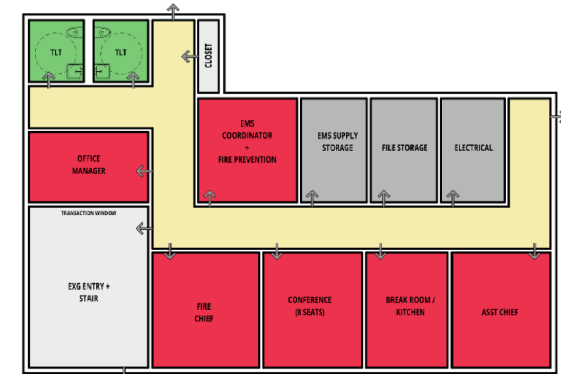 TLT
TLT
CLOSET
EMS
COORDINATOR
+
FIRE PREVENTION
EMS SUPPLY
STORAGE
FILE STORAGE
ELECTRICAL
OFFICE
MANAGER
TRANSACTION WINDOW
EXG ENTRY +
STAIR
FIRE
CHIEF
CONFERENCE
(8 SEATS)
BREAK ROOM /
KITCHEN
ASST CHIEF